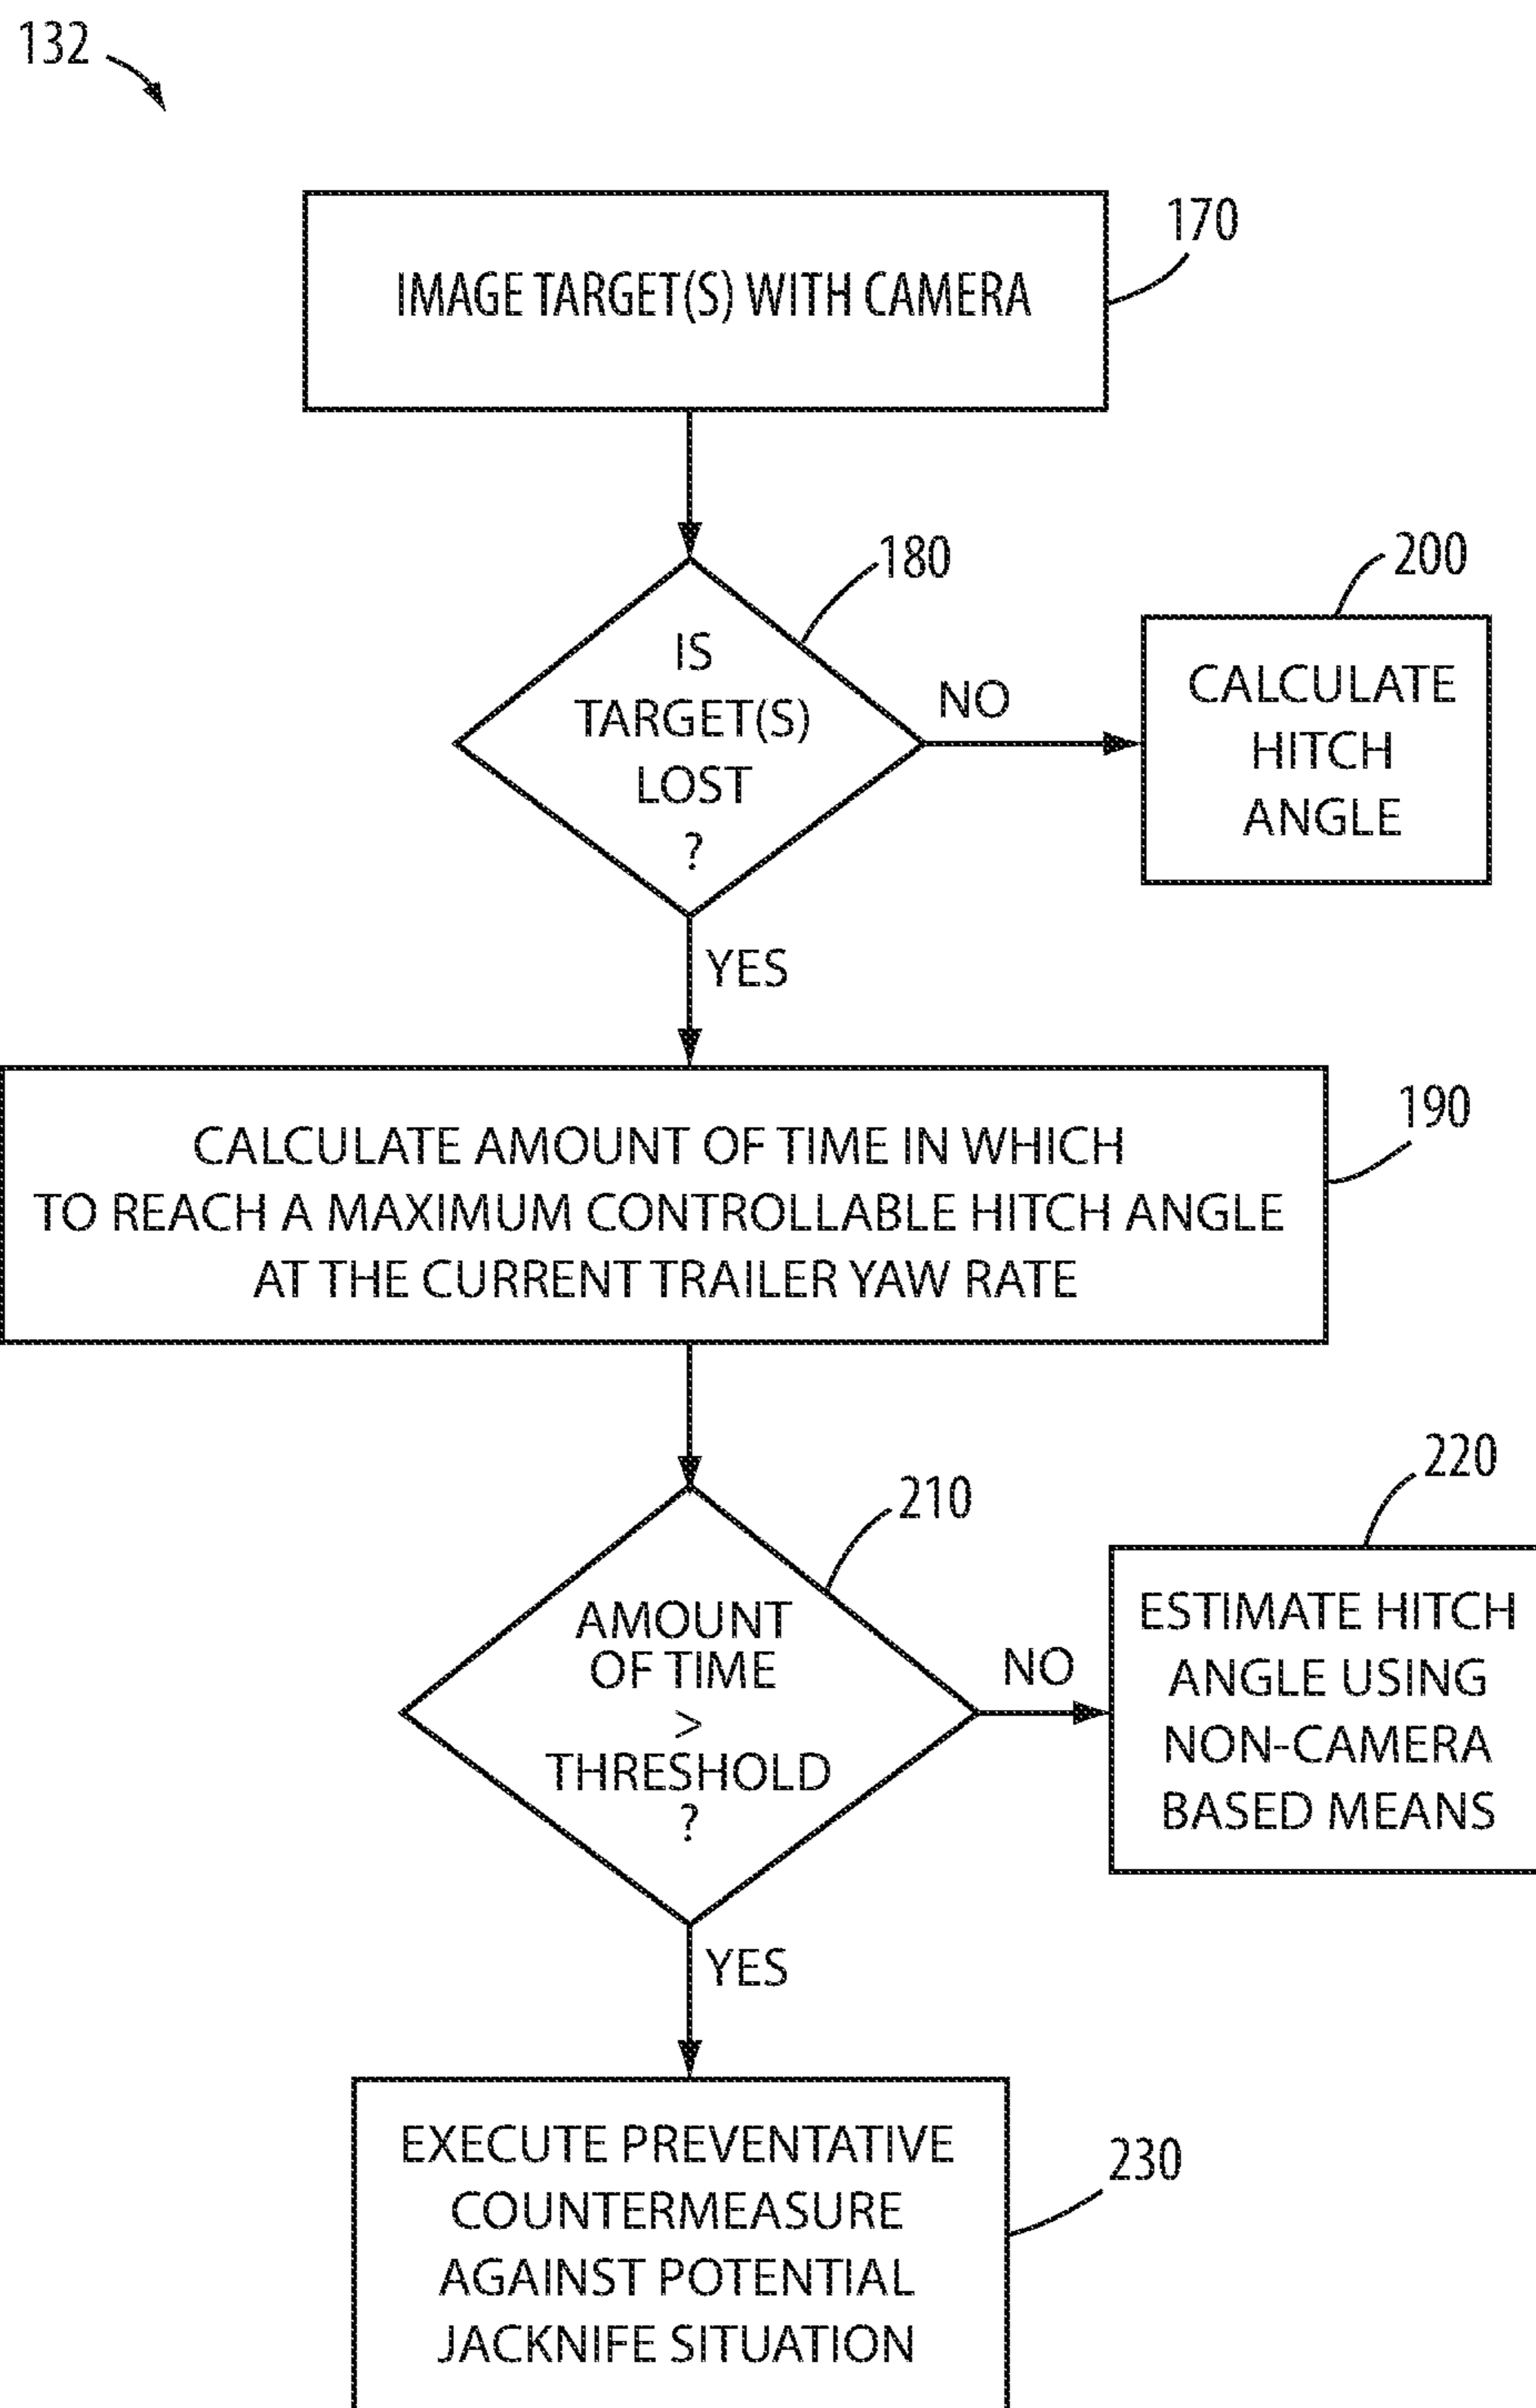 132
170
IMAGE TARGET(S) WITH CAMERA
180
200
IS
TARGET(S)
LOST
?
NO
CALCULATE
HITCH
ANGLE
YES
190
CALCULATE AMOUNT OF TIME IN WHICH
TO REACH A MAXIMUM CONTROLLABLE HITCH ANGLE
AT THE CURRENT TRAILER YAW RATE
210
220
AMOUNT
OF TIME
>
THRESHOLD
?
NO
ESTIMATE HITCH
ANGLE USING
NON-CAMERA
BASED MEANS
YES
230
EXECUTE PREVENTATIVE
COUNTERMEASURE
AGAINST POTENTIAL
JACKNIFE SITUATION